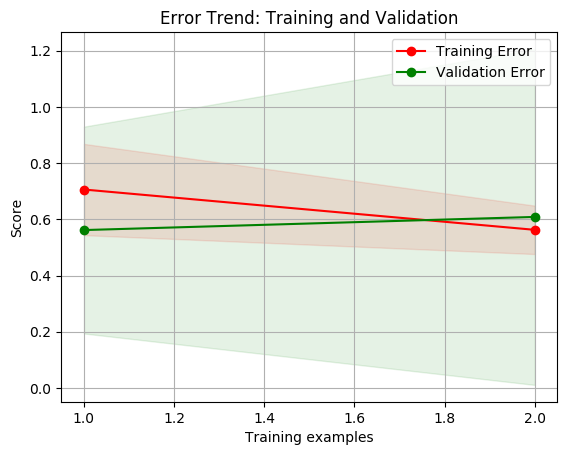 Error Trend: Training and Validation
Training Error
Validation Error
Score
1.2
1.0
0.8
0.6
0.4
0.2
0.0
1.0 1.2 1.4 1.6 1.8 2.0
Training examples